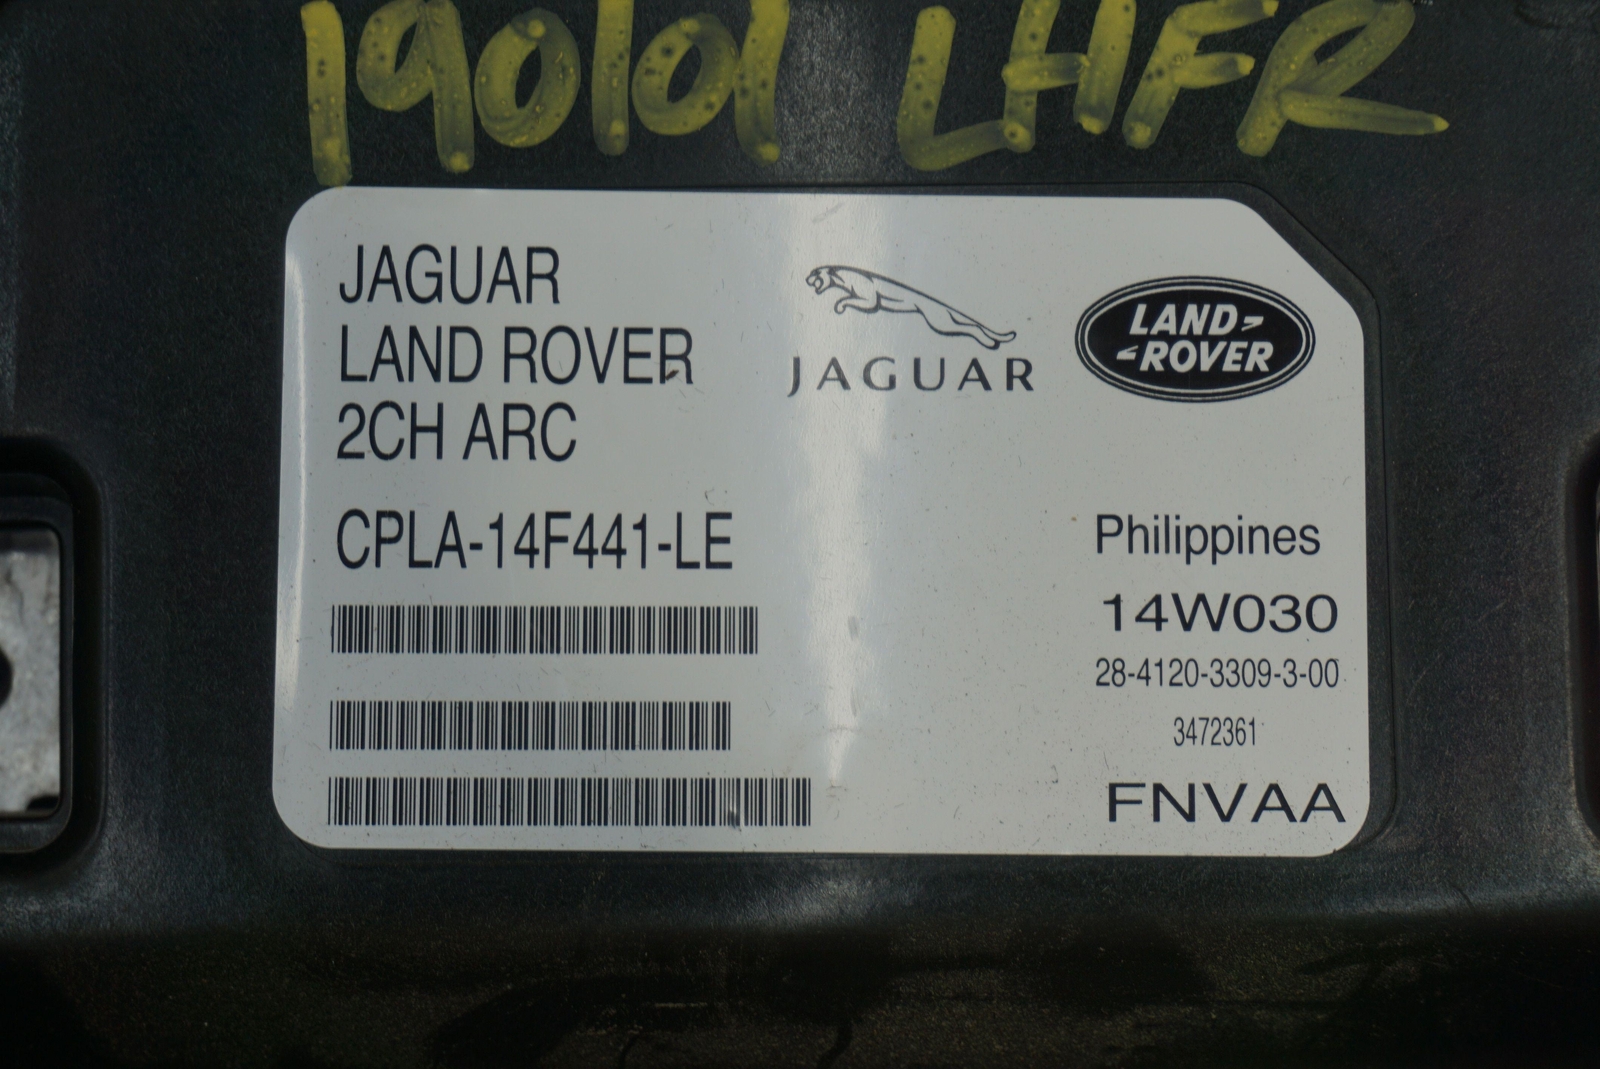 190101 LHFR
JAGUAR
LAND ROVER
2CH ARC
JAGUAR
LAND
ROVER
CPLA-14F441-LE
Philippines
14W030
28-4120-3309-3-00
3472361
FNVAA